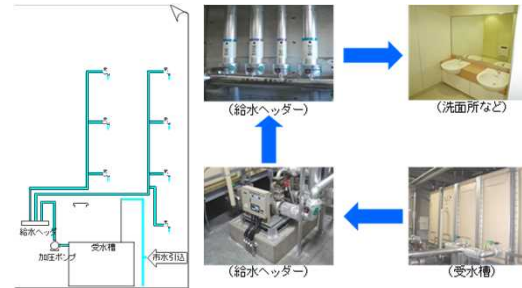 給水ヘッダ
加圧ポンプ
受水槽
市水引込
(給水ヘッダー)
(洗面所など)
(給水ヘッダー)
(受水槽)